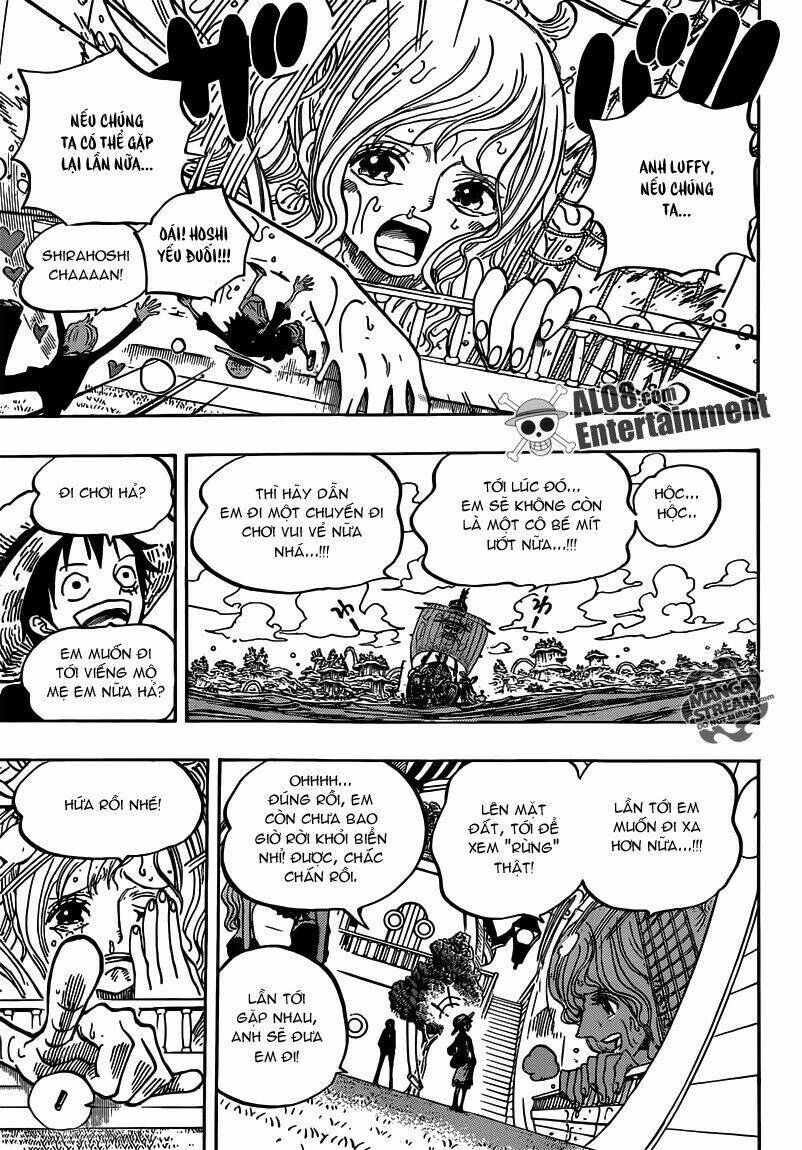 ANH LUFFY,
NẾU CHÚNG
TA...
NẾU CHÚNG
TA CÓ THỂ GẶP
LẠI LẦN NỮA...
OÁI! HOSHI
YẾU ĐUỐI!!!
SHIRAHOSHI
CHAAAAN!
ALO8.com
Entertainment
HỘC...
HỘC..
TỚI LÚC ĐÓ...
EM SẼ KHÔNG CÒN
LÀ MỘT CÔ BÉ MÍT
ƯỚT NỮA...!!!
THÌ HÃY DẪN
EM ĐI MỘT CHUYẾN ĐI
CHƠI VUI VẺ NỮA
NHÁ...!!!
ĐI CHƠI HẢ?
EM MUỐN ĐI
TỚI VIẾNG MỘ
MẸ EM NỮA HẢ?
MANGA
STREAM.com
DO NOT MIRROR
LẦN TỚI EM
MUỐN ĐI XA
HƠN NỮA...!!!
LÊN MẶT
ĐẤT, TỚI ĐỂ
XEM "RỪNG"
THẬT!
OHHHH...
ĐÚNG RỒI, EM
CÒN CHƯA BAO
GIỜ RỜI KHỎI BIỂN
NHỈ! ĐƯỢC, CHẮC
CHẮN RỒI.
LẦN TỚI
GẶP NHAU,
ANH SẼ ĐƯA
EM ĐI!
HỨA RỒI NHÉ!
!